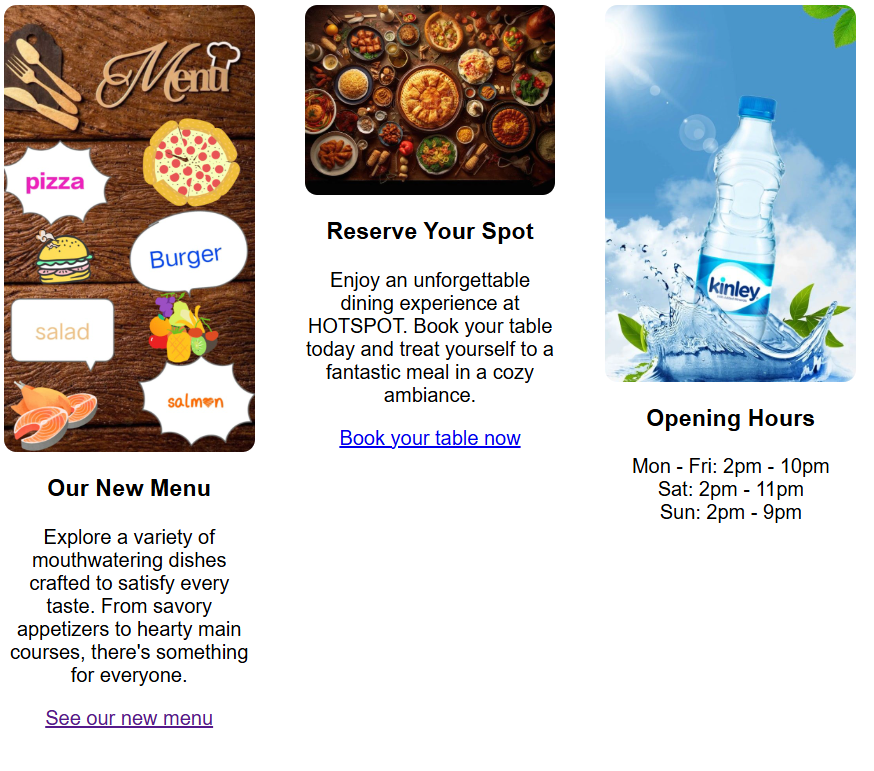 Menu
pizza
Burger
salad
salmon
Our New Menu
Explore a variety of
mouthwatering dishes
crafted to satisfy every
taste. From savory
appetizers to hearty main
courses, there's something
for everyone.
See our new menu
Reserve Your Spot
Enjoy an unforgettable
dining experience at
HOTSPOT. Book your table
today and treat yourself to a
fantastic meal in a cozy
ambiance.
Book your table now
kinley
Opening Hours
Mon - Fri: 2pm - 10pm
Sat: 2pm - 11pm
Sun: 2pm - 9pm